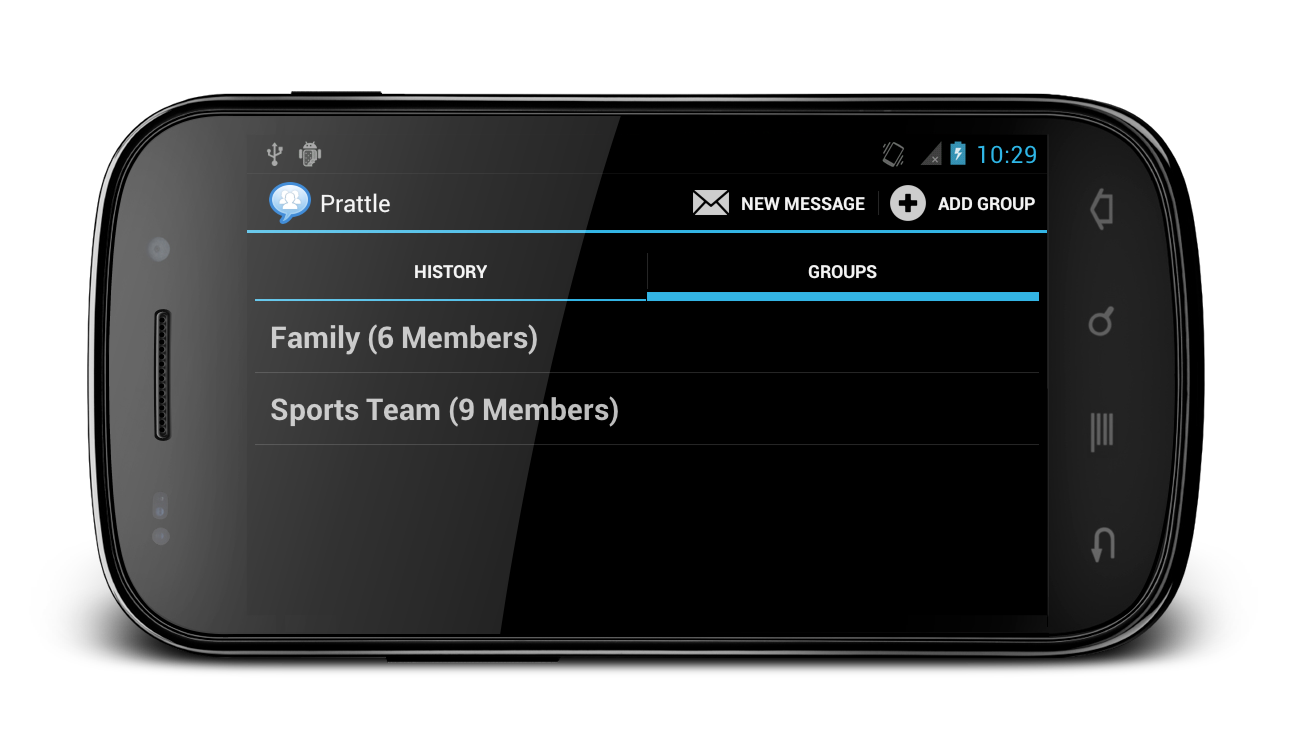 10:29
Prattle
NEW MESSAGE
ADD GROUP
HISTORY
GROUPS
Family (6 Members)
Sports Team (9 Members)